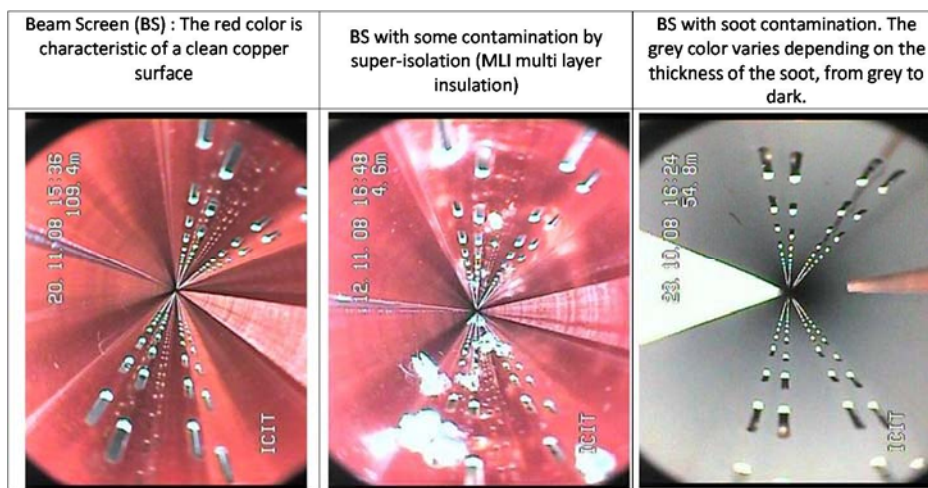 Beam Screen (BS) : The red color is
characteristic of a clean copper
surface
BS with some contamination by
super-isolation (MLI multi layer
insulation)
BS with soot contamination. The
grey color varies depending on the
thickness of the soot, from grey to
dark.
20.11.08 15:36
109,4m
ICIT
12.11.08 16:48
4,6m
ICIT
23.10.08 16:24
54,8m
ICIT